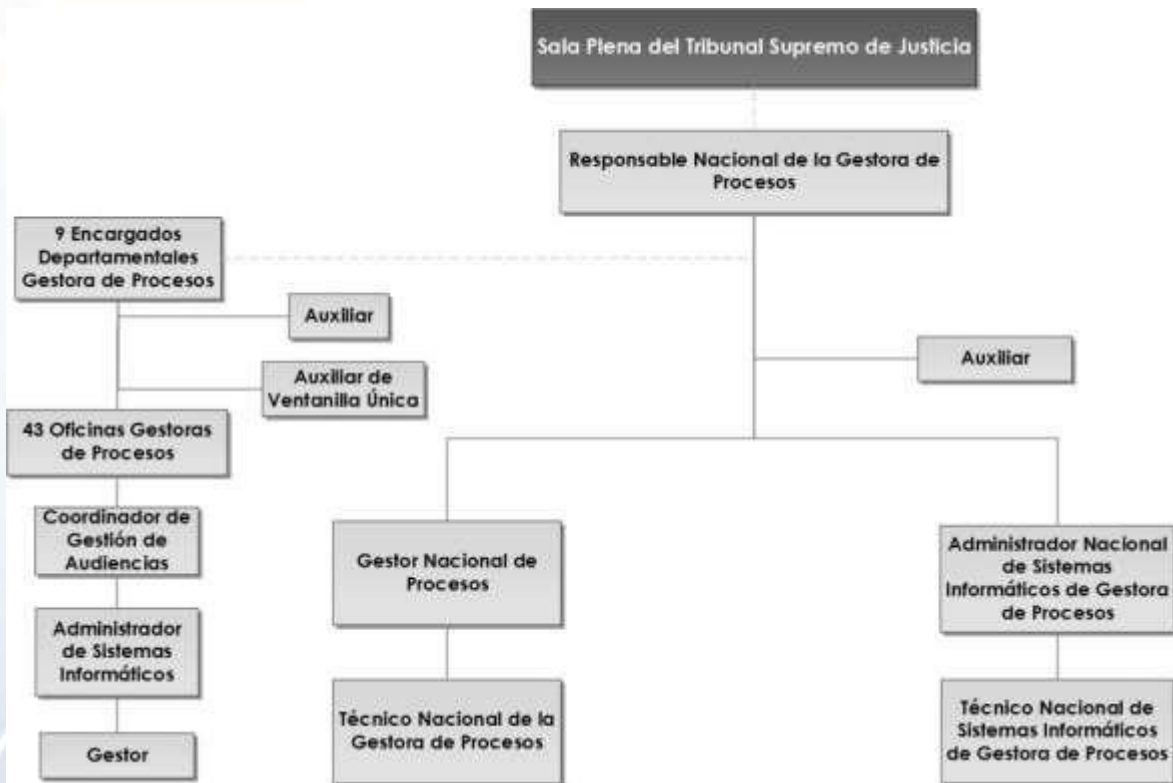 Sala Plena del Tribunal Supremo de Justicia
Responsable Nacional de la Gestora de
Procesos
9 Encargados
Departamentales
Gestora de Procesos
Auxiliar
Auxiliar de
Ventanilla Única
Auxiliar
43 Oficinas Gestoras
de Procesos
Coordinador de
Gestión de
Audiencias
Administrador
de Sistemas
Informáticos
Gestor
Gestor Nacional de
Procesos
Técnico Nacional de la
Gestora de Procesos
Administrador Nacional
de Sistemas
Informáticos de Gestora
de Procesos
Técnico Nacional de
Sistemas Informáticos
de Gestora de Procesos